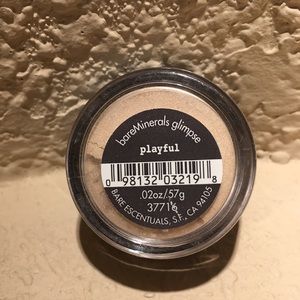 bareMinerals glimpse
playful
0 98132 03219 8
.02oz/.57g
37716
BARE ESCENTUALS, S.F., CA 94105